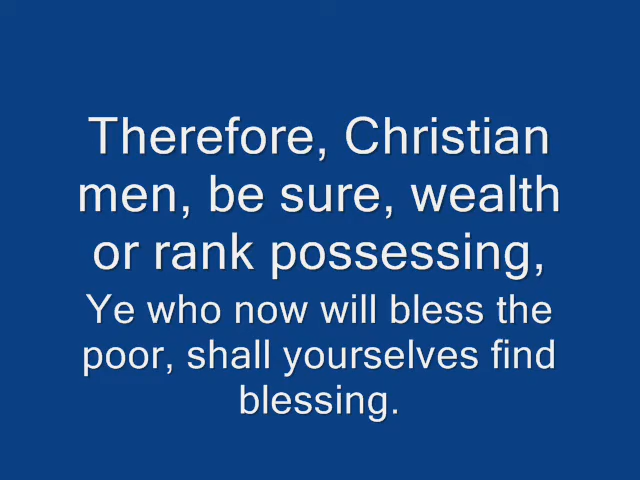 Therefore, Christian
men, be sure, wealth
or rank possessing,
Ye who now will bless the
poor, shall yourselves find
blessing.